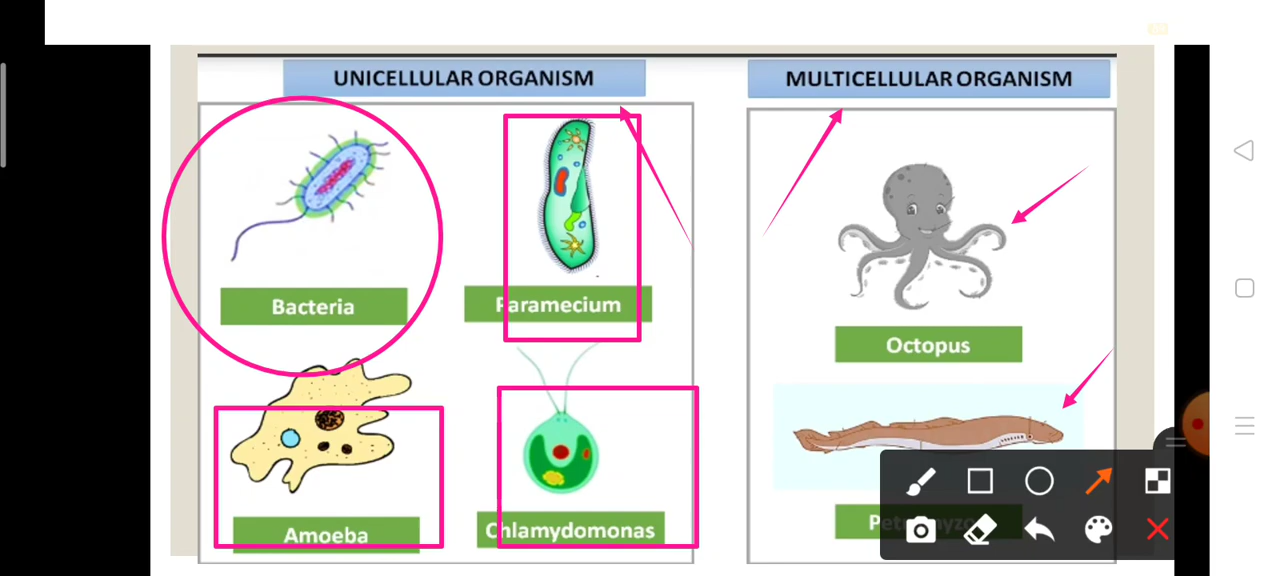 UNICELLULAR ORGANISM
MULTICELLULAR ORGANISM
Bacteria
Paramecium
Octopus
Amoeba
Chlamydomonas